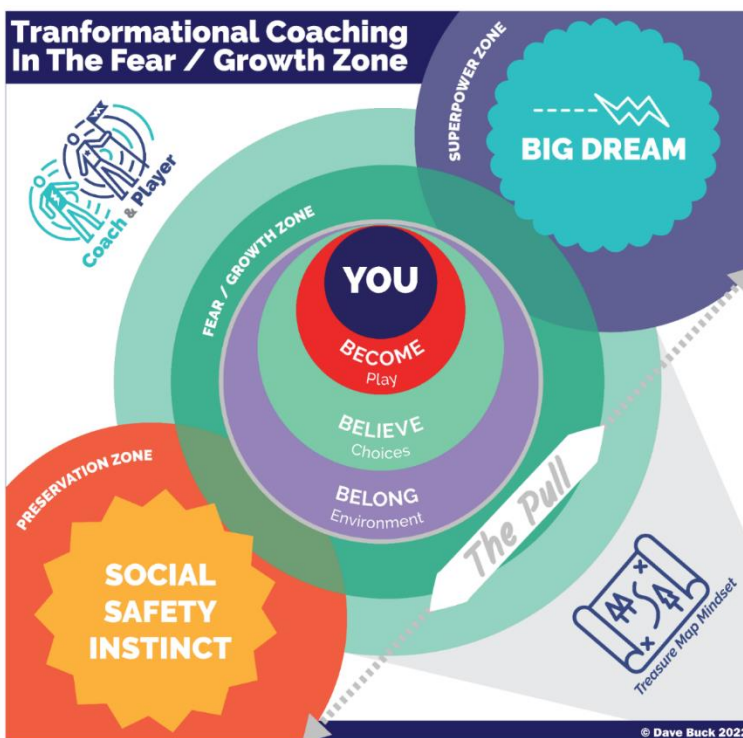 Tranformational Coaching
In The Fear / Growth Zone
SUPERPOWER ZONE
BIG DREAM
Coach & Player
FEAR / GROWTH ZONE
YOU
BECOME
Play
BELIEVE
Choices
BELONG
Environment
The Pull
PRESERVATION ZONE
SOCIAL
SAFETY
INSTINCT
Treasure Map Mindset
© Dave Buck 2022